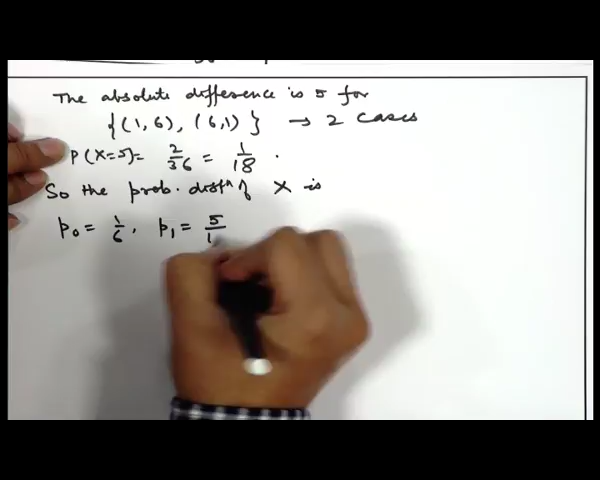 The absolute difference is 5 for
{(1,6), (6,1)} → 2 cases
P(X=5)= 2/36 = 1/18 .
So the prob. distⁿ of X is
p₀ = 1/6, p₁ = 5/1